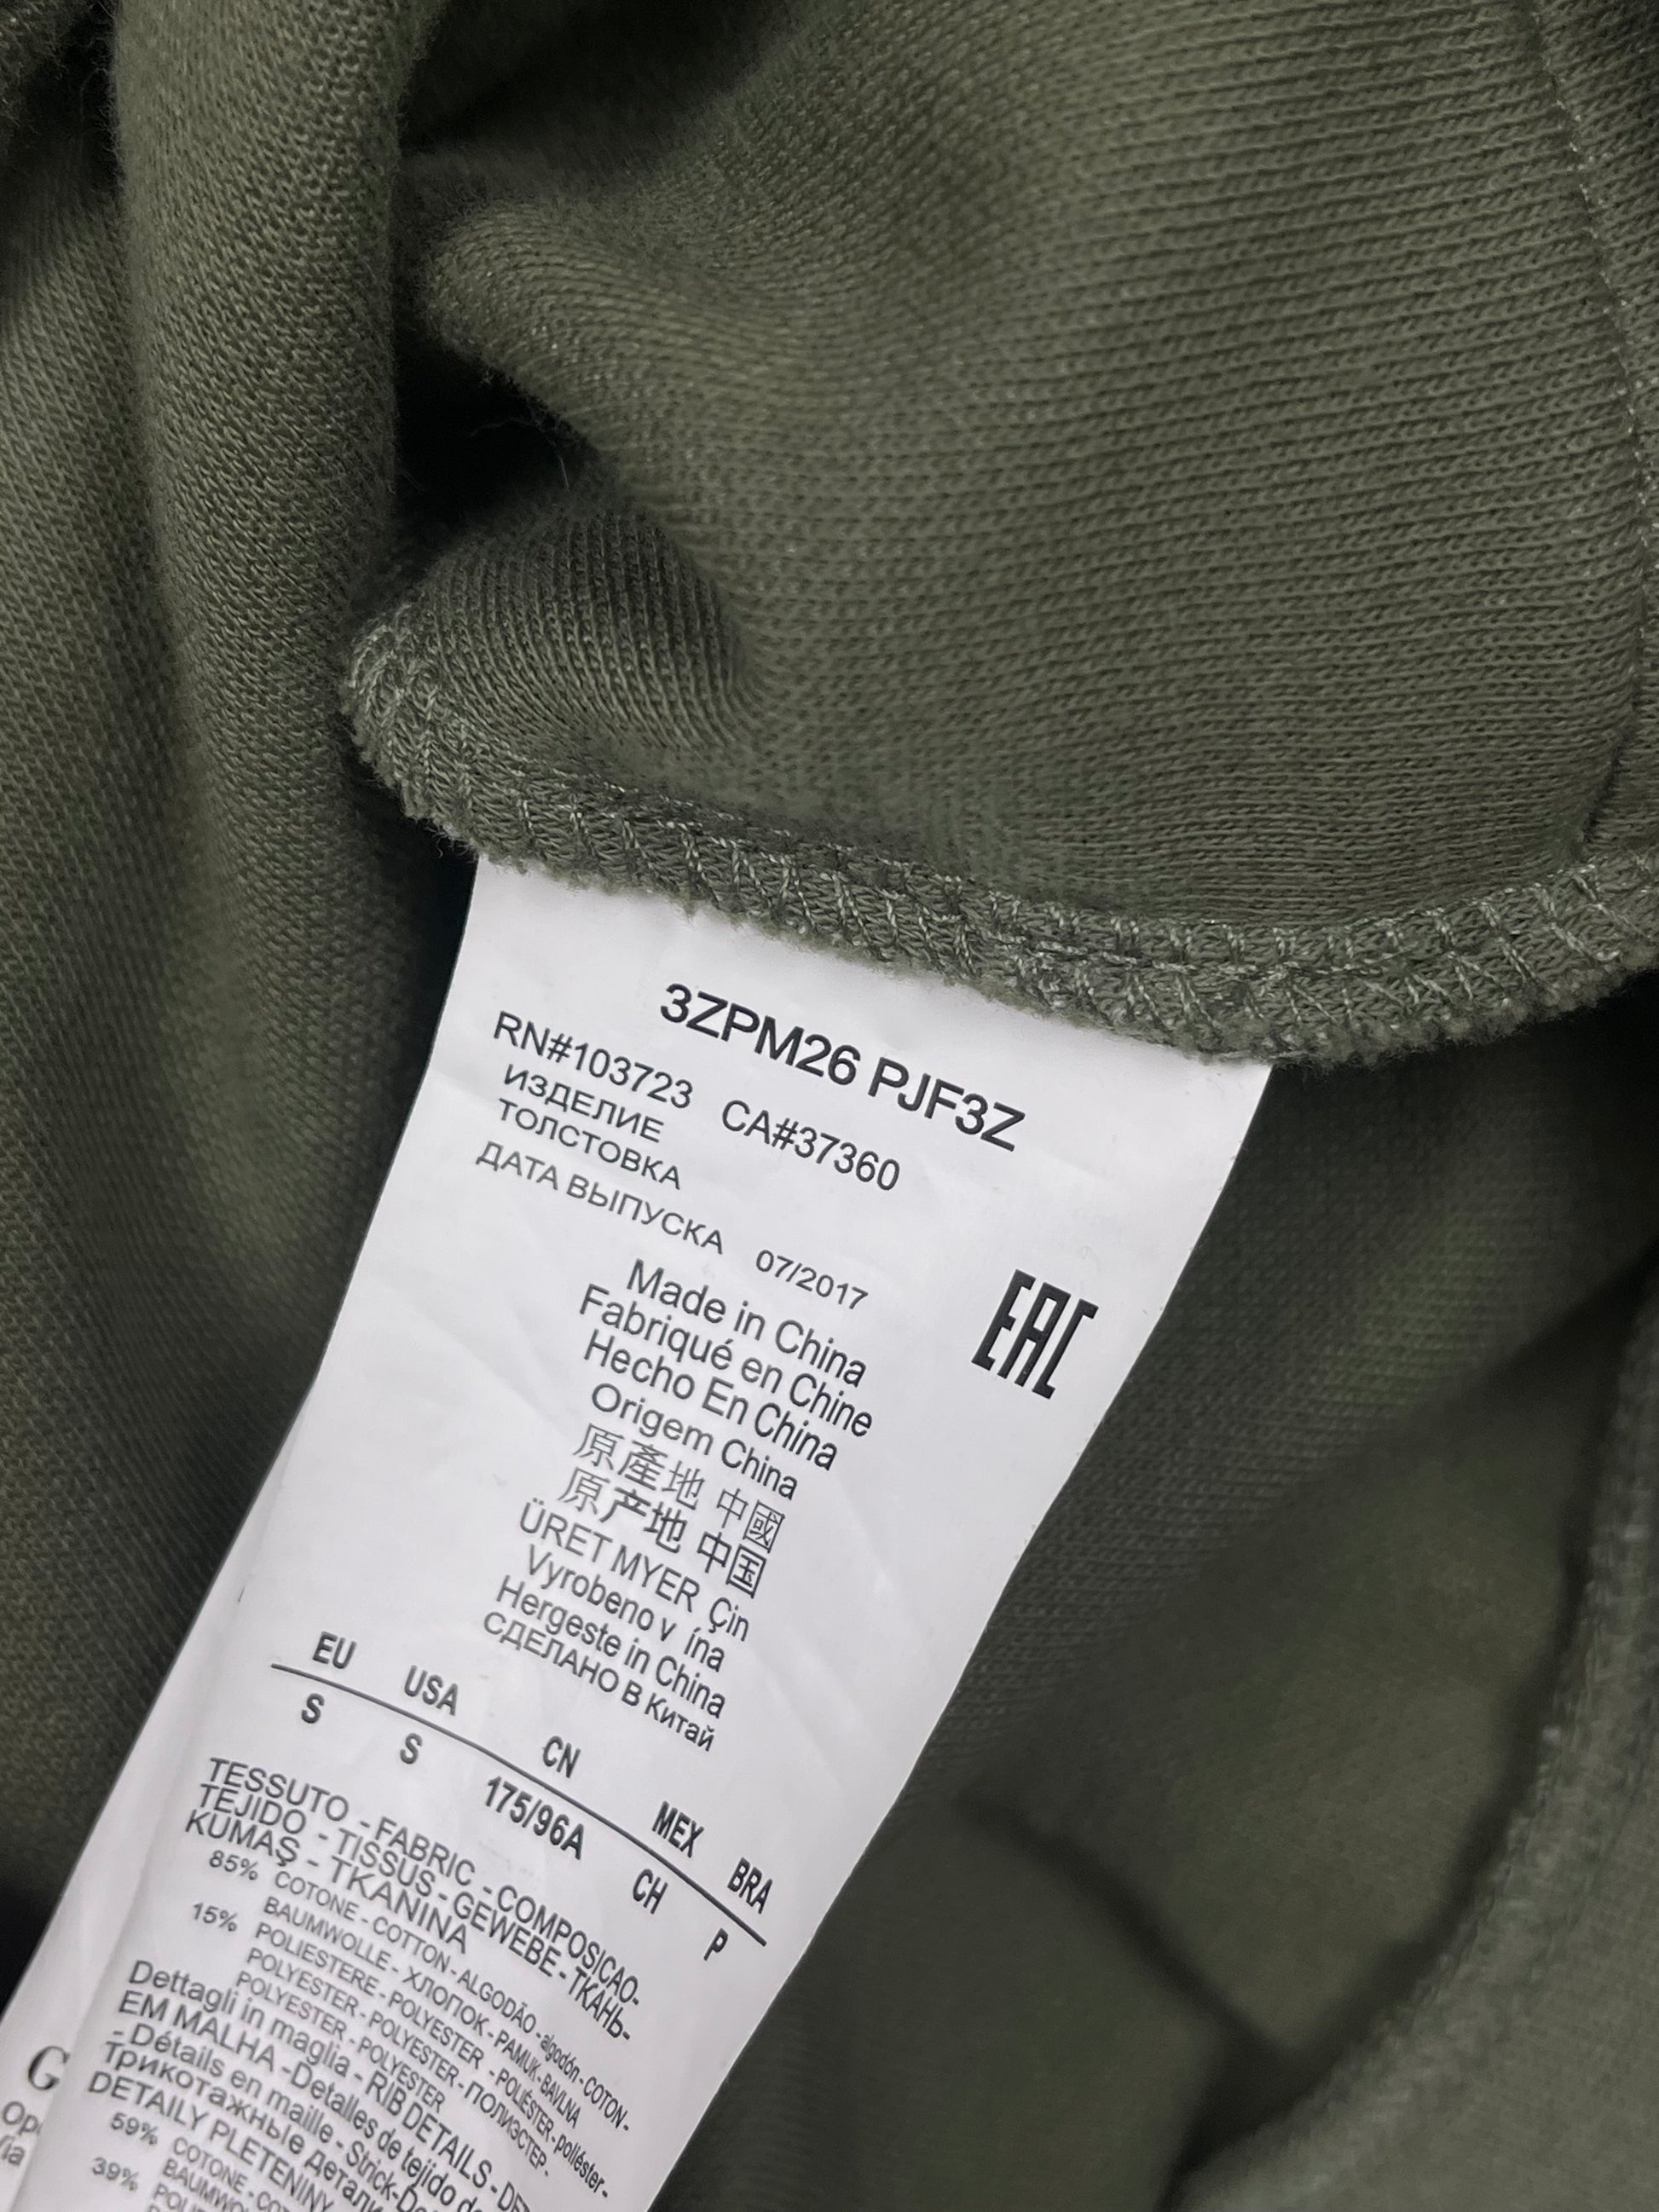 3ZPM26 PJF3Z
RN#103723 CA#37360
ИЗДЕЛИЕ
ТОЛСТОВКА
ДАТА ВЫПУСКА 07/2017
EAC
Made in China
Fabriqué en Chine
Hecho En China
Origem China
原產地 中國
原产地 中国
ÜRET MYER Çin
Vyrobeno v ína
Hergeste in China
СДЕЛАНО В Китай
EU USA CN MEX BRA
S S 175/96A CH P
TESSUTO - FABRIC - COMPOSICAO-
TEJIDO - TISSUS - GEWEBE - ТКАНЬ-
KUMAŞ - TKANINA
85% COTONE - COTTON - ALGODÃO - algodón - COTON -
BAUMWOLLE - ХЛОПОК - PAMUK - BAVLNA
15% POLIESTERE - POLYESTER - POLIÉSTER - poliéster -
POLYESTER - POLYESTER - ПОЛИЭСТЕР -
POLYESTER - POLYESTER
Dettagli in maglia - RIB DETAILS -
EM MALHA - Detalles de tejido
- Détails en maille - Strick-
Трикотажные
DETAILY PLETENINY
59% COTONE -
39%
G